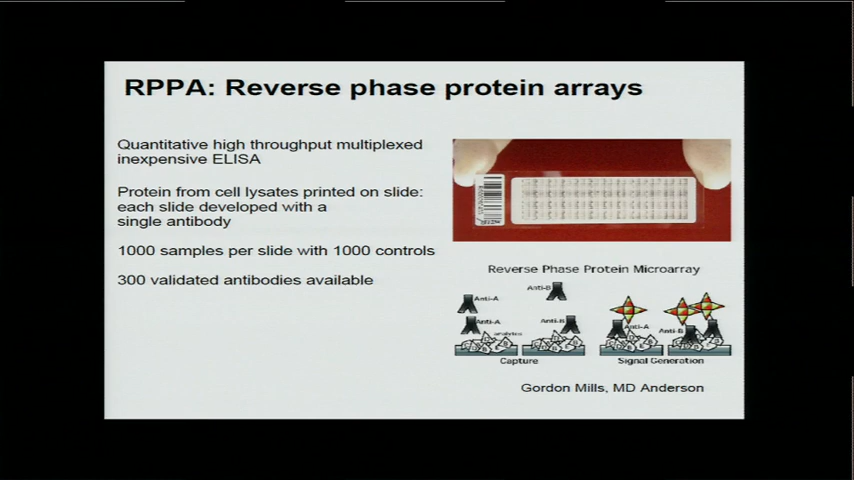 RPPA: Reverse phase protein arrays
Quantitative high throughput multiplexed
inexpensive ELISA
Protein from cell lysates printed on slide:
each slide developed with a
single antibody
1000 samples per slide with 1000 controls
300 validated antibodies available
Reverse Phase Protein Microarray
Anti-A
Anti-B
Anti-A
Anti-B
analytes
Anti-A
Anti-B
Capture
Signal Generation
Gordon Mills, MD Anderson